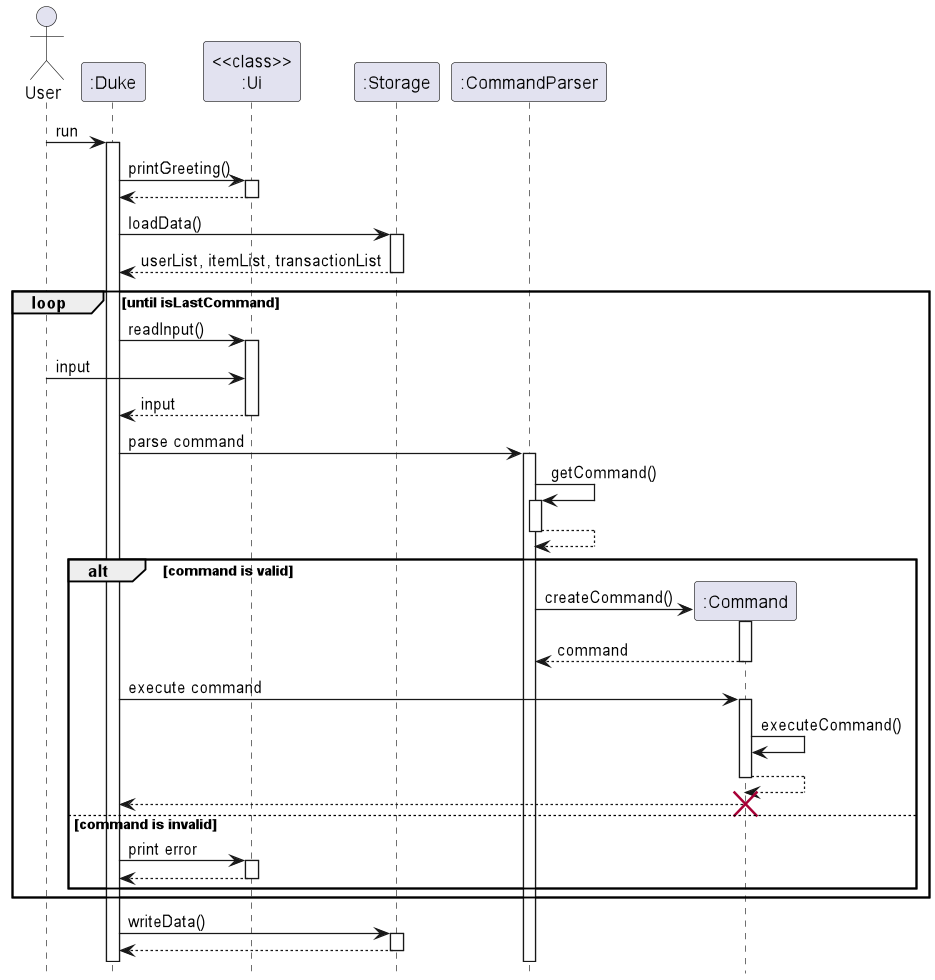 User
:Duke
<<class>>
:Ui
:Storage
:CommandParser
run
printGreeting()
loadData()
userList, itemList, transactionList
loop
[until isLastCommand]
readInput()
input
input
parse command
getCommand()
alt
[command is valid]
createCommand()
:Command
command
execute command
executeCommand()
[command is invalid]
print error
writeData()